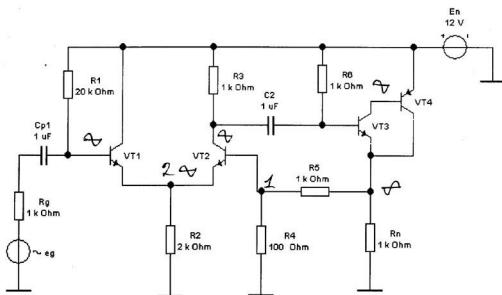 En
12 V
R1
20 k Ohm
R3
1 k Ohm
R6
1 k Ohm
C2
1 uF
VT4
VT3
Cp1
1 uF
VT1
2
VT2
1
R5
1 k Ohm
Rg
1 k Ohm
R2
2 k Ohm
R4
100 Ohm
Rn
1 k Ohm
~ eg